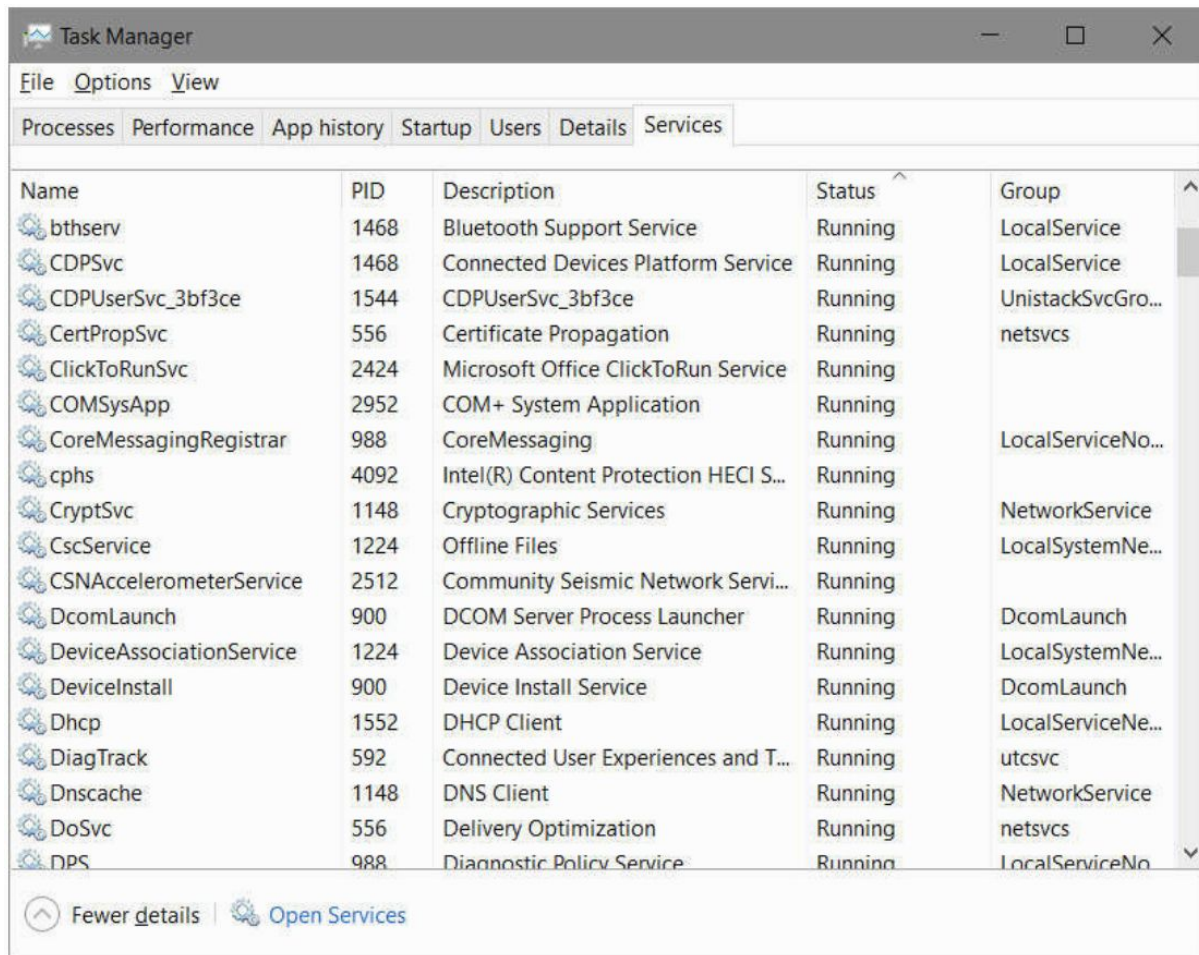 Task Manager
File Options View
Processes Performance App history Startup Users Details Services
Name PID Description Status Group
bthserv 1468 Bluetooth Support Service Running LocalService
CDPSvc 1468 Connected Devices Platform Service Running LocalService
CDPUserSvc_3bf3ce 1544 CDPUserSvc_3bf3ce Running UnistackSvcGro...
CertPropSvc 556 Certificate Propagation Running netsvcs
ClickToRunSvc 2424 Microsoft Office ClickToRun Service Running
COMSysApp 2952 COM+ System Application Running
CoreMessagingRegistrar 988 CoreMessaging Running LocalServiceNo...
cphs 4092 Intel(R) Content Protection HECI S... Running
CryptSvc 1148 Cryptographic Services Running NetworkService
CscService 1224 Offline Files Running LocalSystemNe...
CSNAccelerometerService 2512 Community Seismic Network Servi... Running
DcomLaunch 900 DCOM Server Process Launcher Running DcomLaunch
DeviceAssociationService 1224 Device Association Service Running LocalSystemNe...
DeviceInstall 900 Device Install Service Running DcomLaunch
Dhcp 1552 DHCP Client Running LocalServiceNe...
DiagTrack 592 Connected User Experiences and T... Running utcsvc
Dnscache 1148 DNS Client Running NetworkService
DoSvc 556 Delivery Optimization Running netsvcs
DPS 988 Diagnostic Policy Service Running LocalServiceNo
Fewer details Open Services